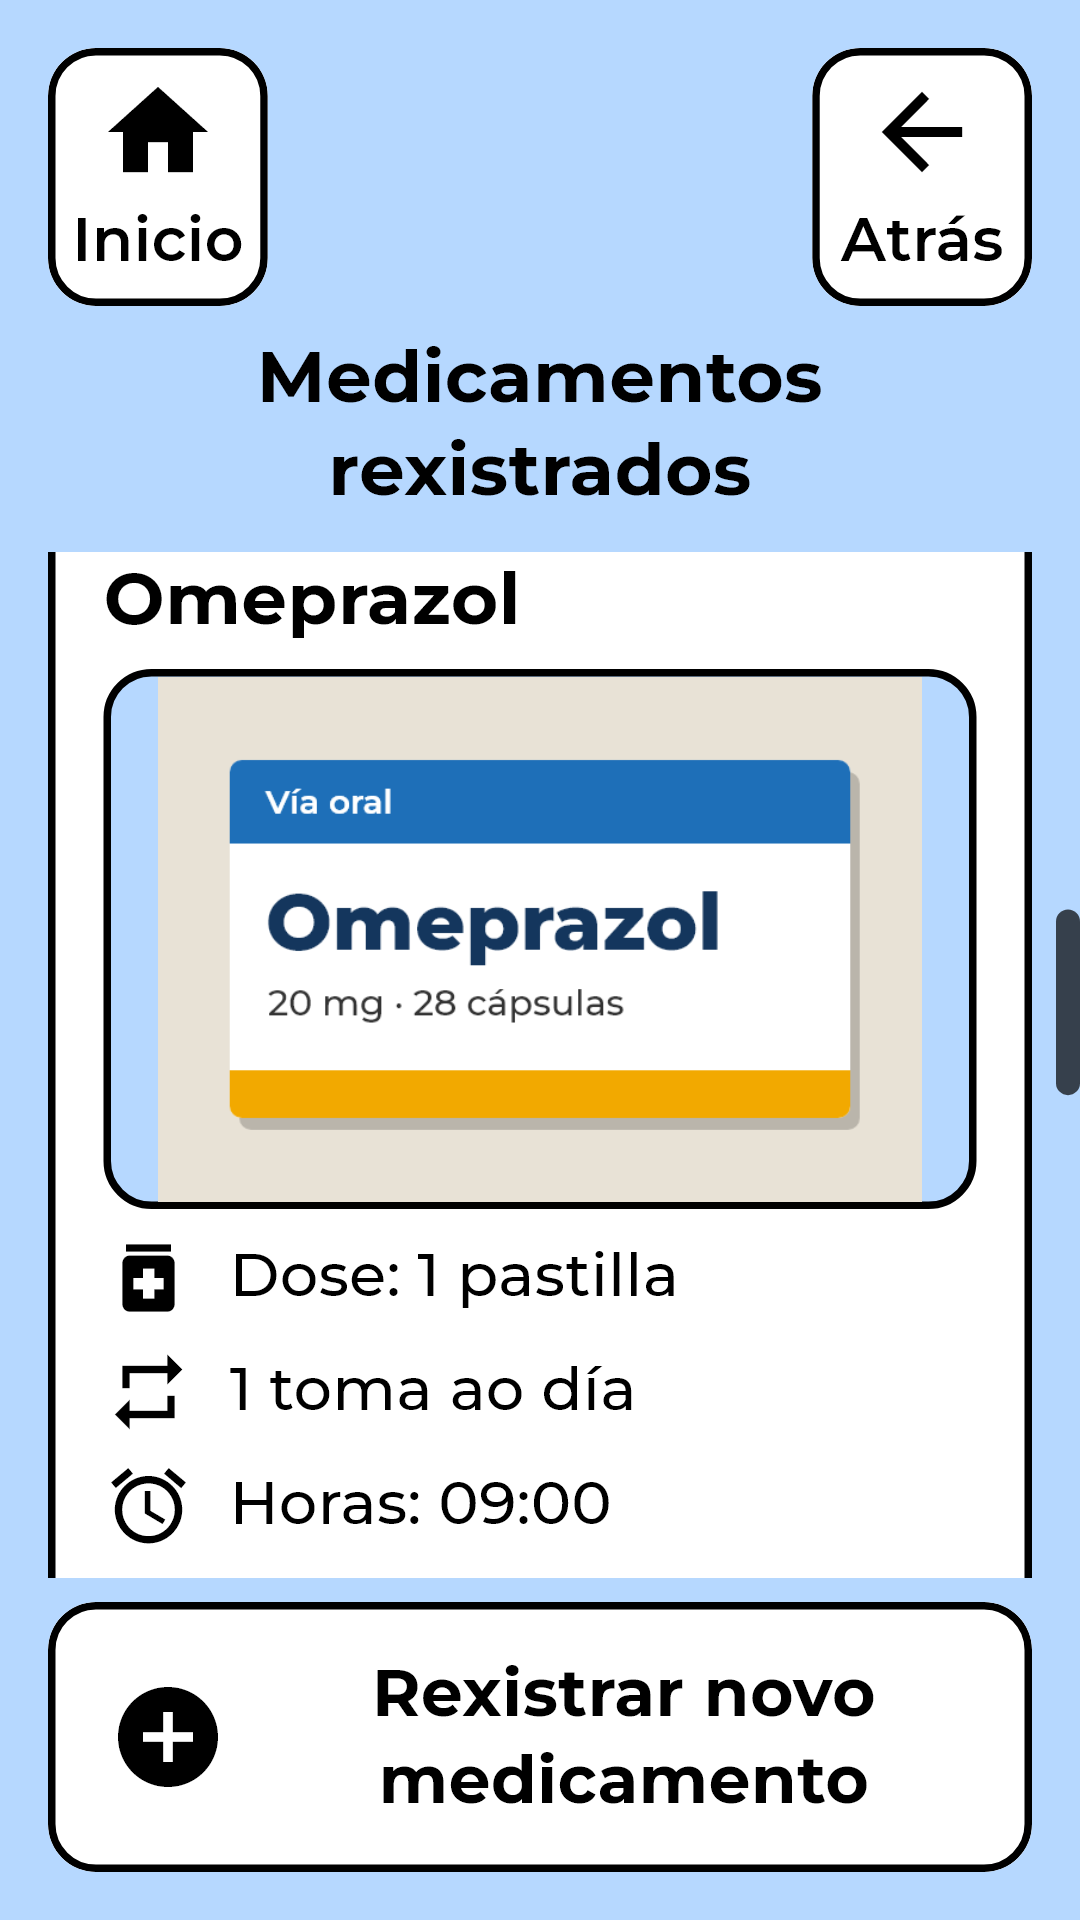 Inicio
Atrás
Medicamentos
rexistrados
Omeprazol
Vía oral
Omeprazol
20 mg · 28 cápsulas
Dose: 1 pastilla
1 toma ao día
Horas: 09:00
Rexistrar novo
medicamento